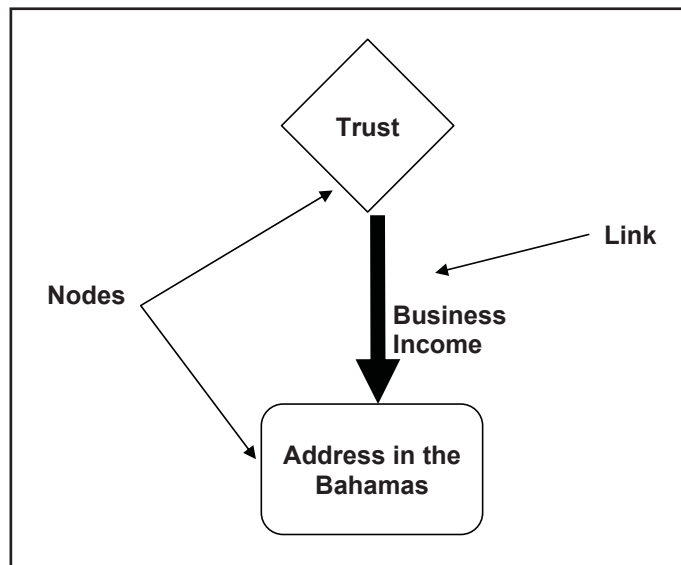 Trust
Link
Nodes
Business
Income
Address in the
Bahamas